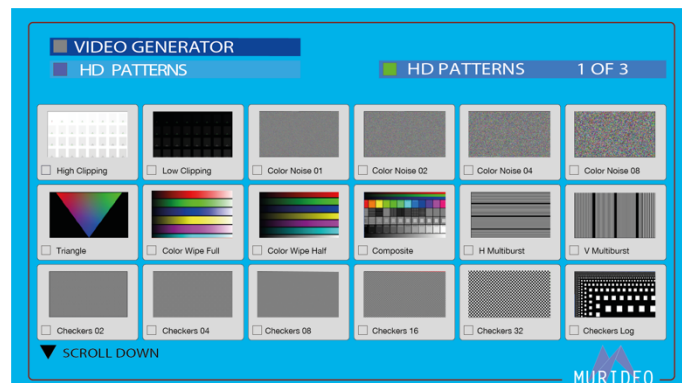 VIDEO GENERATOR
HD PATTERNS
HD PATTERNS 1 OF 3
High Clipping
Low Clipping
Color Noise 01
Color Noise 02
Color Noise 04
Color Noise 08
Triangle
Color Wipe Full
Color Wipe Half
Composite
H Multiburst
V Multiburst
Checkers 02
Checkers 04
Checkers 08
Checkers 16
Checkers 32
Checkers Log
SCROLL DOWN
MURIDEO